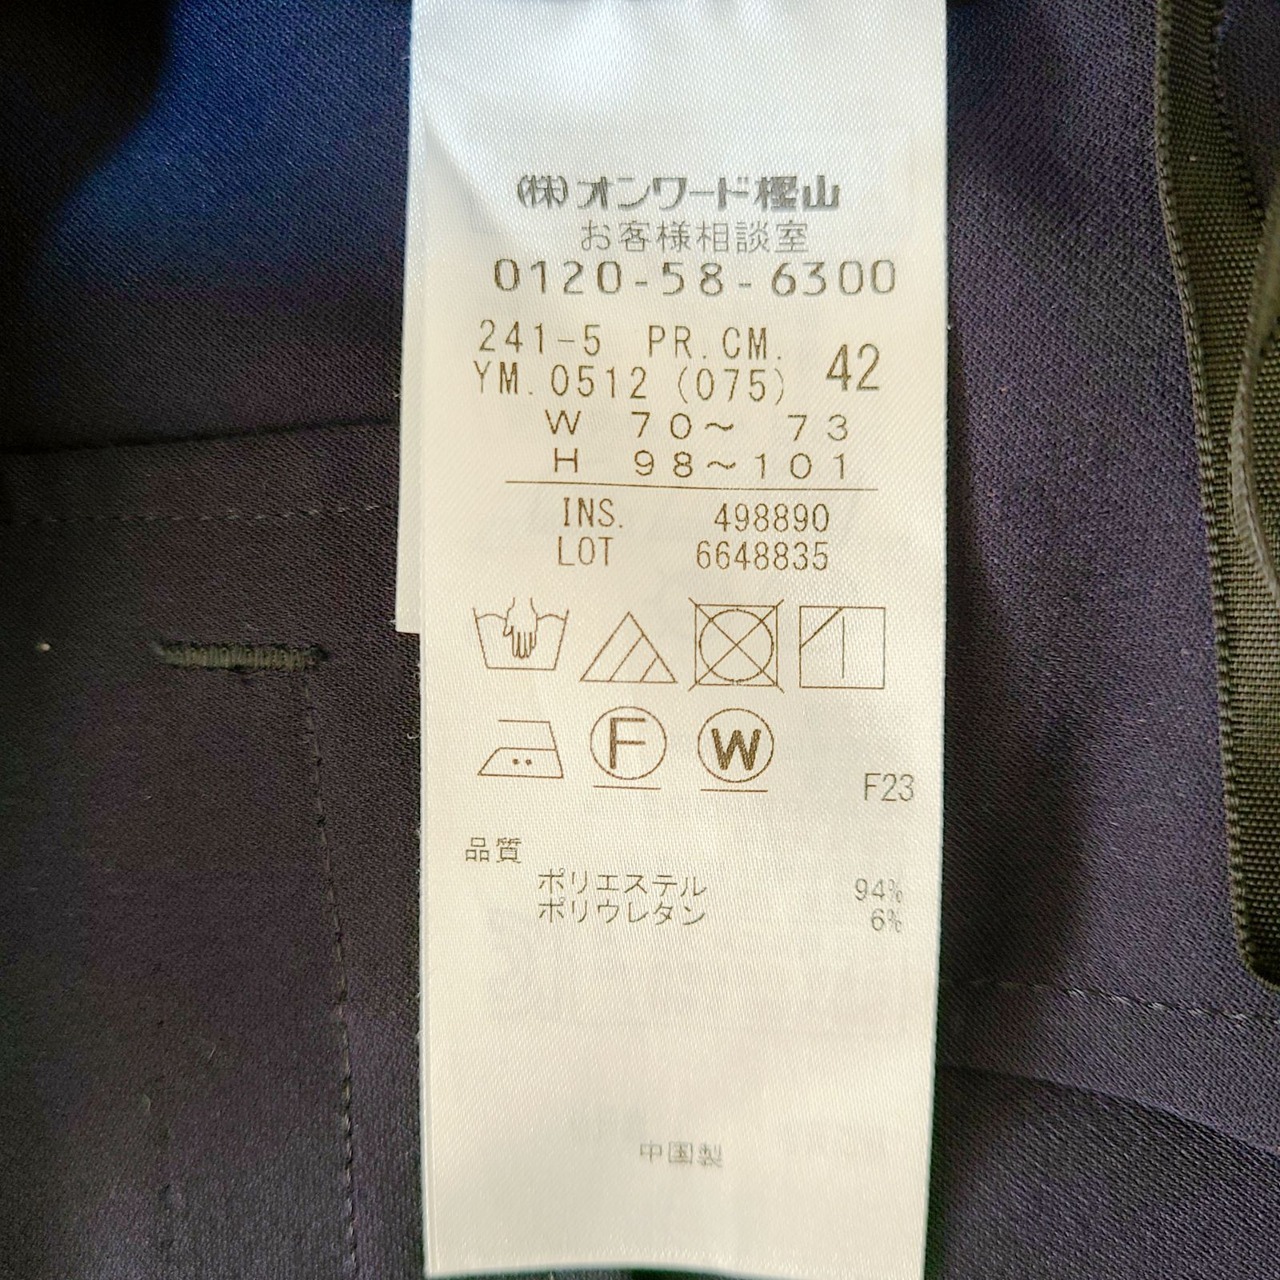 (株)オンワード樫山
お客様相談室
0120-58-6300
241-5 PR.CM. 42
YM.0512 (075)
W 70～ 73
H 98～101
INS. 498890
LOT 6648835
F W
F23
品質
ポリエステル 94%
ポリウレタン 6%
中国製